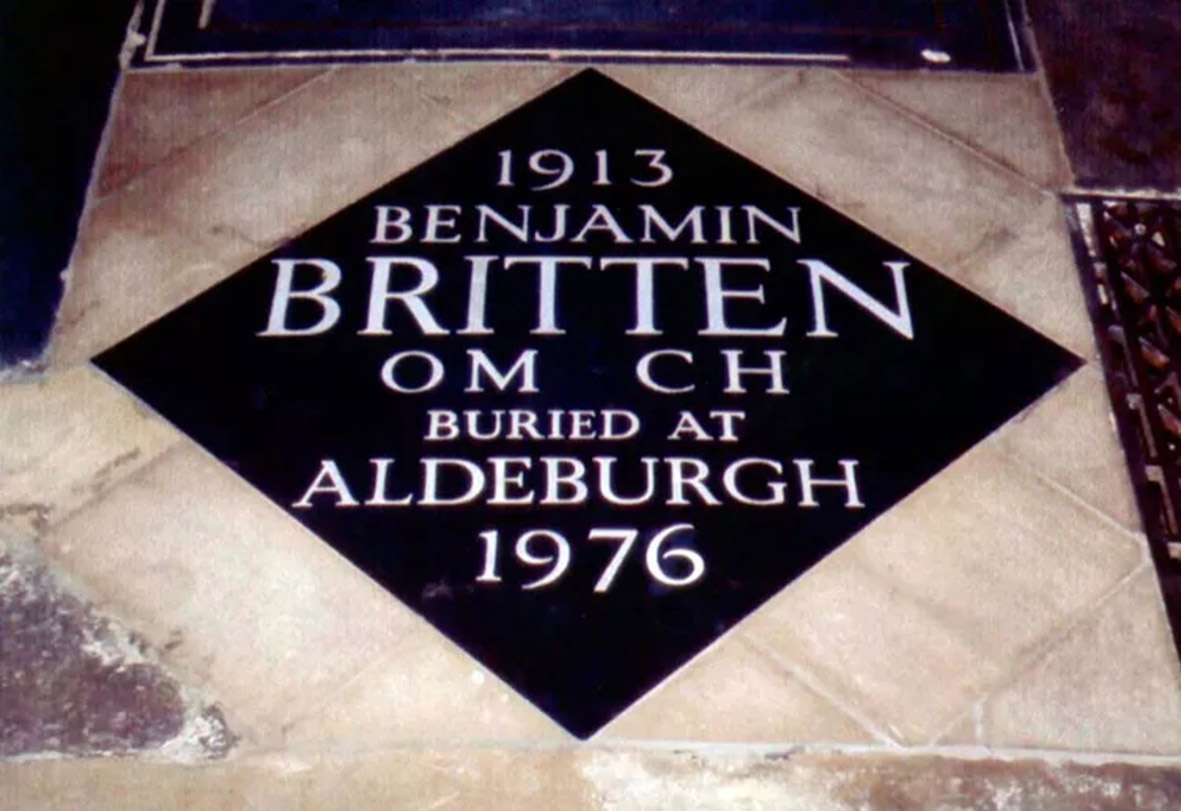 1913
BENJAMIN
BRITTEN
OM CH
BURIED AT
ALDEBURGH
1976